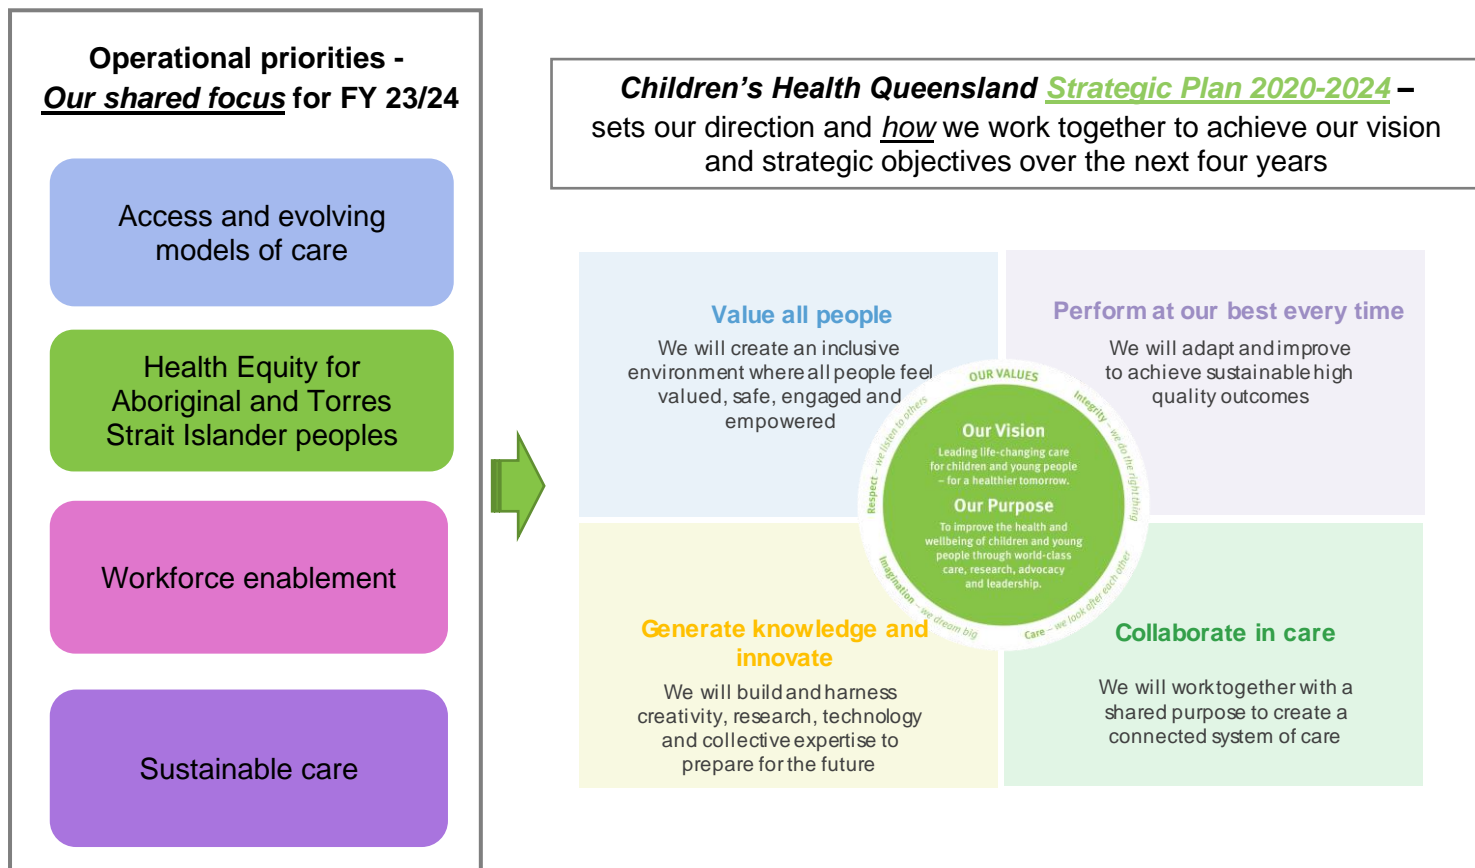 Operational priorities -
Our shared focus for FY 23/24
Access and evolving
models of care
Health Equity for
Aboriginal and Torres
Strait Islander peoples
Workforce enablement
Sustainable care
Children's Health Queensland Strategic Plan 2020-2024 –
sets our direction and how we work together to achieve our vision
and strategic objectives over the next four years
Value all people
We will create an inclusive
environment where all people feel
valued, safe, engaged and
empowered
Perform at our best every time
We will adapt and improve
to achieve sustainable high
quality outcomes
OUR VALUES
Respect – we listen to others
Integrity – we do the right thing
Imagination – we dream big
Care – we look after each other
Our Vision
Leading life-changing care
for children and young people
– for a healthier tomorrow.
Our Purpose
To improve the health and
wellbeing of children and young
people through world-class
care, research, advocacy
and leadership.
Generate knowledge and
innovate
We will build and harness
creativity, research, technology
and collective expertise to
prepare for the future
Collaborate in care
We will work together with a
shared purpose to create a
connected system of care